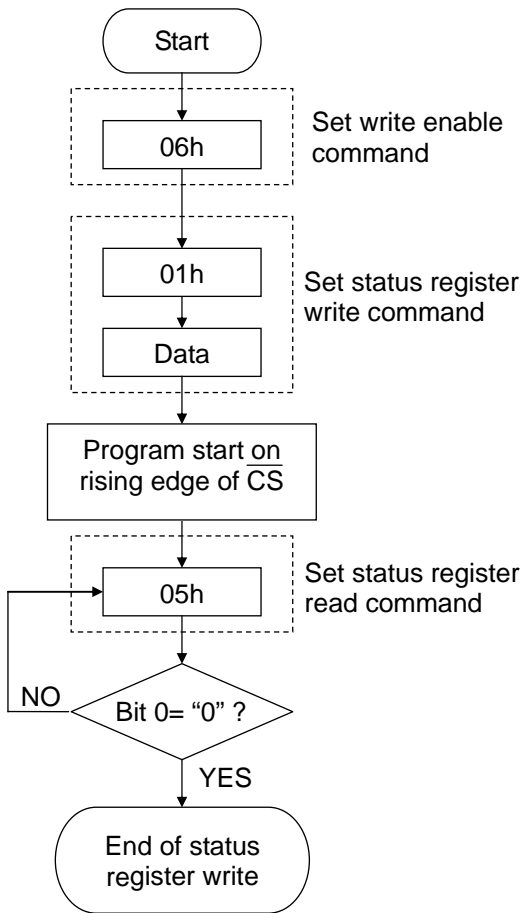 Start
06h
Set write enable
command
01h
Set status register
write command
Data
Program start on
rising edge of C̅S̅
05h
Set status register
read command
NO
Bit 0= “0” ?
YES
End of status
register write